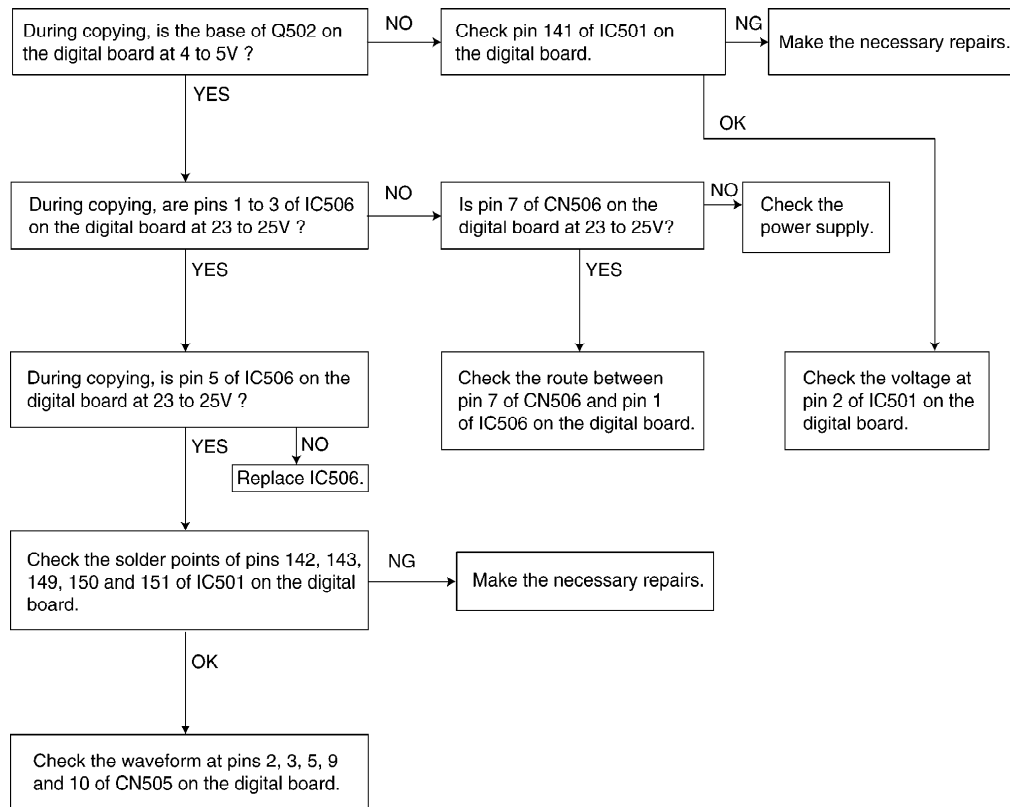 During copying, is the base of Q502 on
the digital board at 4 to 5V ?
NO
Check pin 141 of IC501 on
the digital board.
NG
Make the necessary repairs.
YES
OK
During copying, are pins 1 to 3 of IC506
on the digital board at 23 to 25V ?
NO
Is pin 7 of CN506 on the
digital board at 23 to 25V?
NO
Check the
power supply.
YES
YES
During copying, is pin 5 of IC506 on the
digital board at 23 to 25V ?
Check the route between
pin 7 of CN506 and pin 1
of IC506 on the digital board.
Check the voltage at
pin 2 of IC501 on the
digital board.
YES
NO
Replace IC506.
Check the solder points of pins 142, 143,
149, 150 and 151 of IC501 on the digital
board.
NG
Make the necessary repairs.
OK
Check the waveform at pins 2, 3, 5, 9
and 10 of CN505 on the digital board.